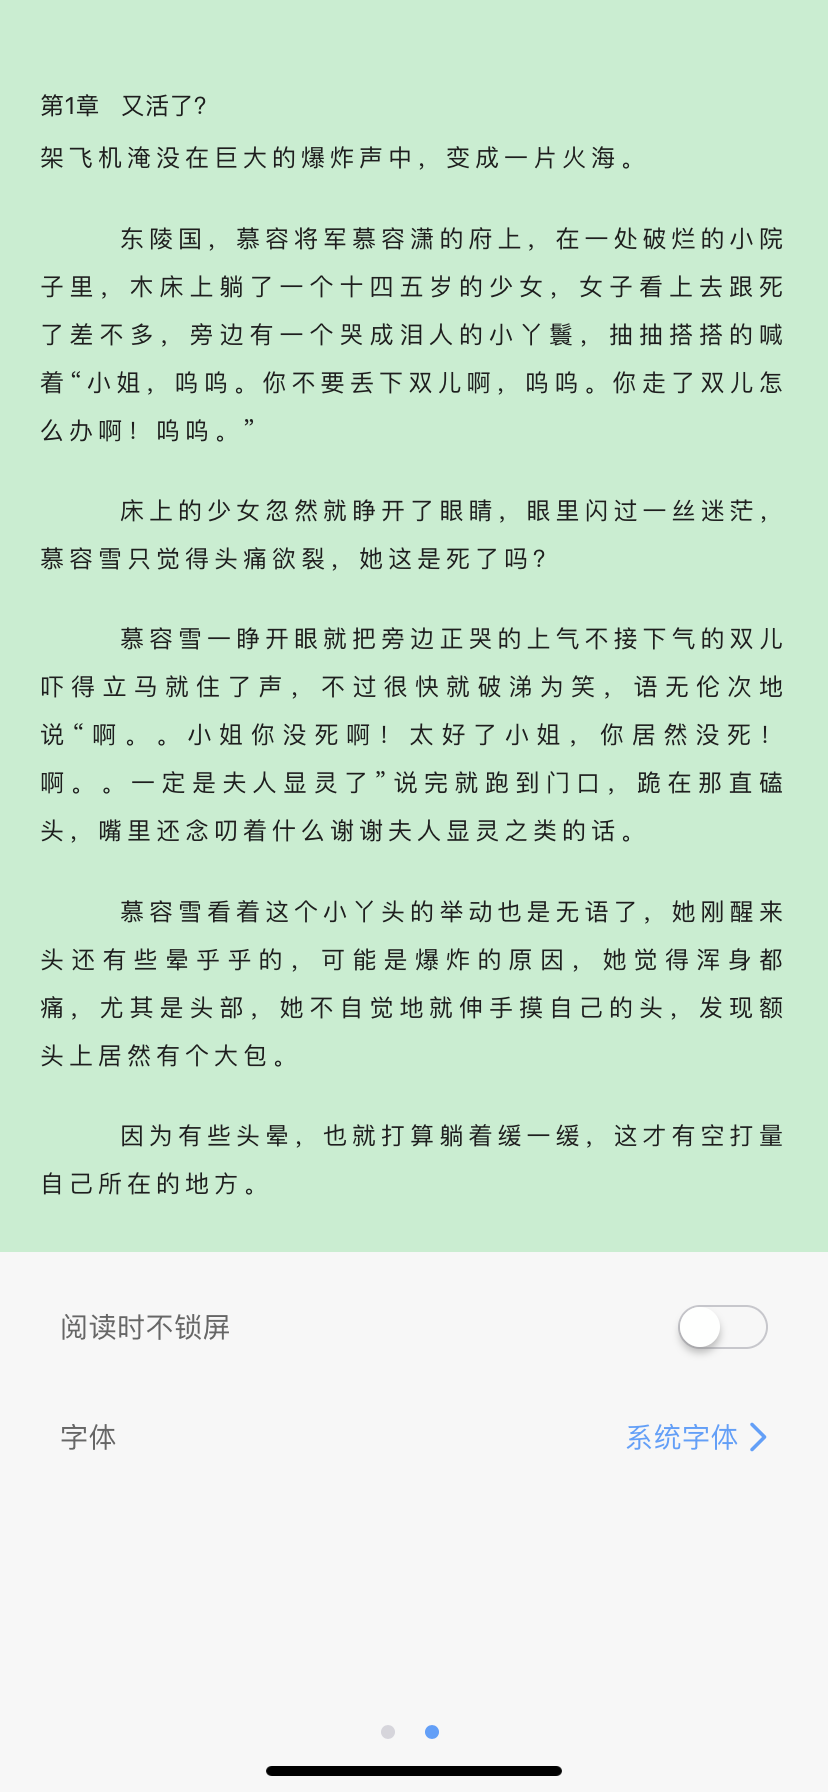 第1章 又活了?
架飞机淹没在巨大的爆炸声中，变成一片火海。
东陵国，慕容将军慕容潇的府上，在一处破烂的小院
子里，木床上躺了一个十四五岁的少女，女子看上去跟死
了差不多，旁边有一个哭成泪人的小丫鬟，抽抽搭搭的喊
着“小姐，呜呜。你不要丢下双儿啊，呜呜。你走了双儿怎
么办啊！呜呜。”
床上的少女忽然就睁开了眼睛，眼里闪过一丝迷茫，
慕容雪只觉得头痛欲裂，她这是死了吗?
慕容雪一睁开眼就把旁边正哭的上气不接下气的双儿
吓得立马就住了声，不过很快就破涕为笑，语无伦次地
说“啊。。小姐你没死啊！太好了小姐，你居然没死！
啊。。一定是夫人显灵了”说完就跑到门口，跪在那直磕
头，嘴里还念叨着什么谢谢夫人显灵之类的话。
慕容雪看着这个小丫头的举动也是无语了，她刚醒来
头还有些晕乎乎的，可能是爆炸的原因，她觉得浑身都
痛，尤其是头部，她不自觉地就伸手摸自己的头，发现额
头上居然有个大包。
因为有些头晕，也就打算躺着缓一缓，这才有空打量
自己所在的地方。
阅读时不锁屏
字体 系统字体